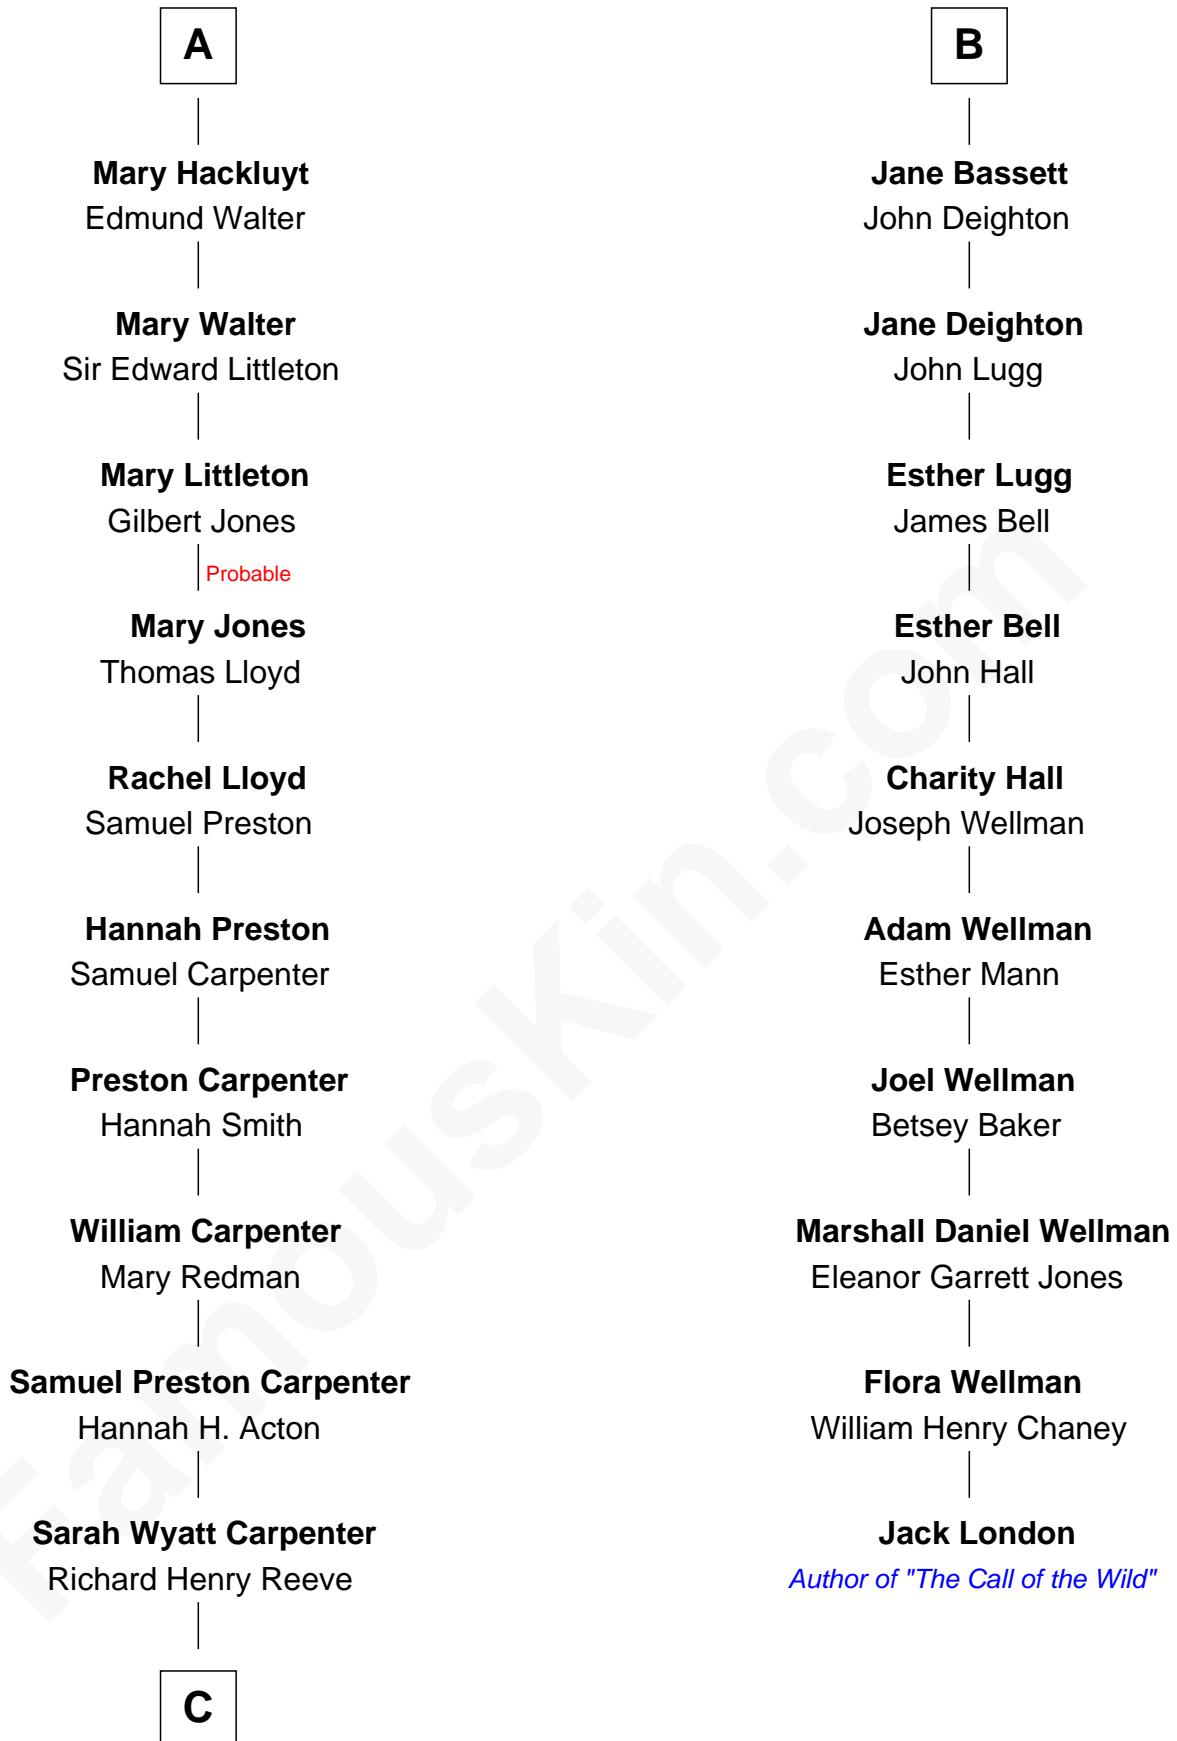 A
Mary Hackluyt
Edmund Walter
Mary Walter
Sir Edward Littleton
Mary Littleton
Gilbert Jones
Probable
Mary Jones
Thomas Lloyd
Rachel Lloyd
Samuel Preston
Hannah Preston
Samuel Carpenter
Preston Carpenter
Hannah Smith
William Carpenter
Mary Redman
Samuel Preston Carpenter
Hannah H. Acton
Sarah Wyatt Carpenter
Richard Henry Reeve
C
B
Jane Bassett
John Deighton
Jane Deighton
John Lugg
Esther Lugg
James Bell
Esther Bell
John Hall
Charity Hall
Joseph Wellman
Adam Wellman
Esther Mann
Joel Wellman
Betsey Baker
Marshall Daniel Wellman
Eleanor Garrett Jones
Flora Wellman
William Henry Chaney
Jack London
Author of "The Call of the Wild"
FamousKin.com